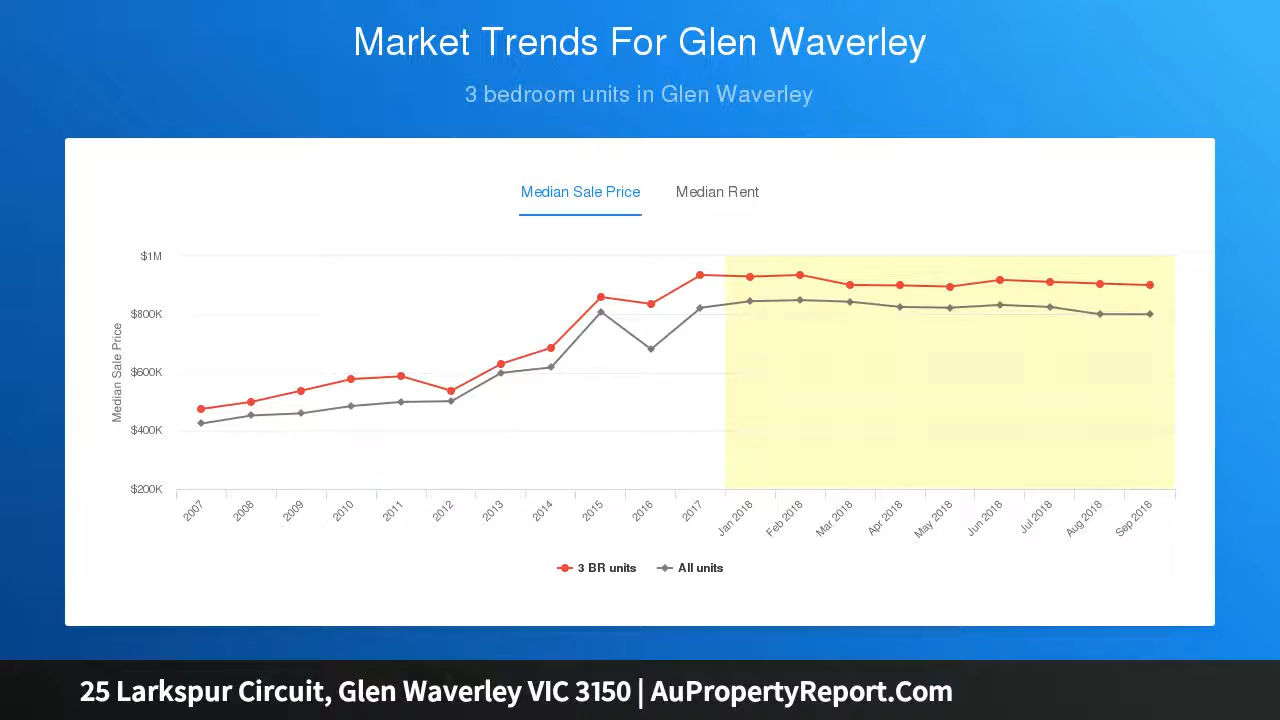 Market Trends For Glen Waverley
3 bedroom units in Glen Waverley
Median Sale Price Median Rent
Median Sale Price
$1M
$800K
$600K
$400K
$200K
2007 2008 2009 2010 2011 2012 2013 2014 2015 2016 2017 Jan 2018 Feb 2018 Mar 2018 Apr 2018 May 2018 Jun 2018 Jul 2018 Aug 2018 Sep 2018
3 BR units All units
25 Larkspur Circuit, Glen Waverley VIC 3150 | AuPropertyReport.Com